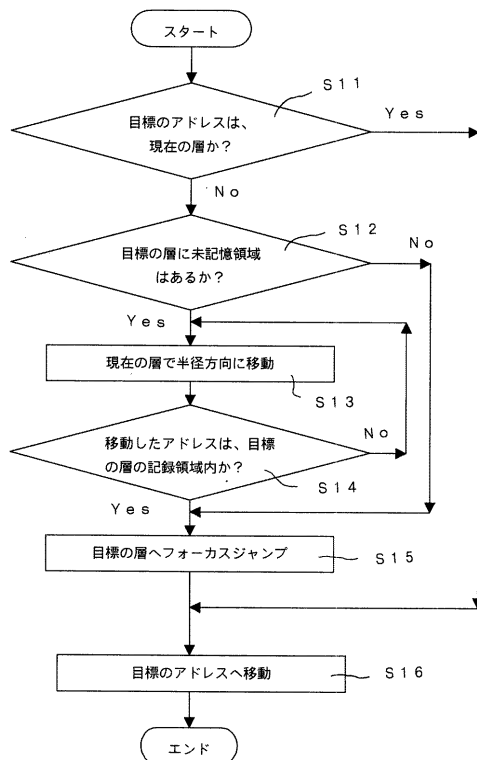 スタート
S11
目標のアドレスは、
現在の層か？
Yes
No
S12
目標の層に未記憶領域
はあるか？
No
Yes
現在の層で半径方向に移動
S13
移動したアドレスは、目標
の層の記録領域内か？
No
S14
Yes
目標の層へフォーカスジャンプ
S15
目標のアドレスへ移動
S16
エンド